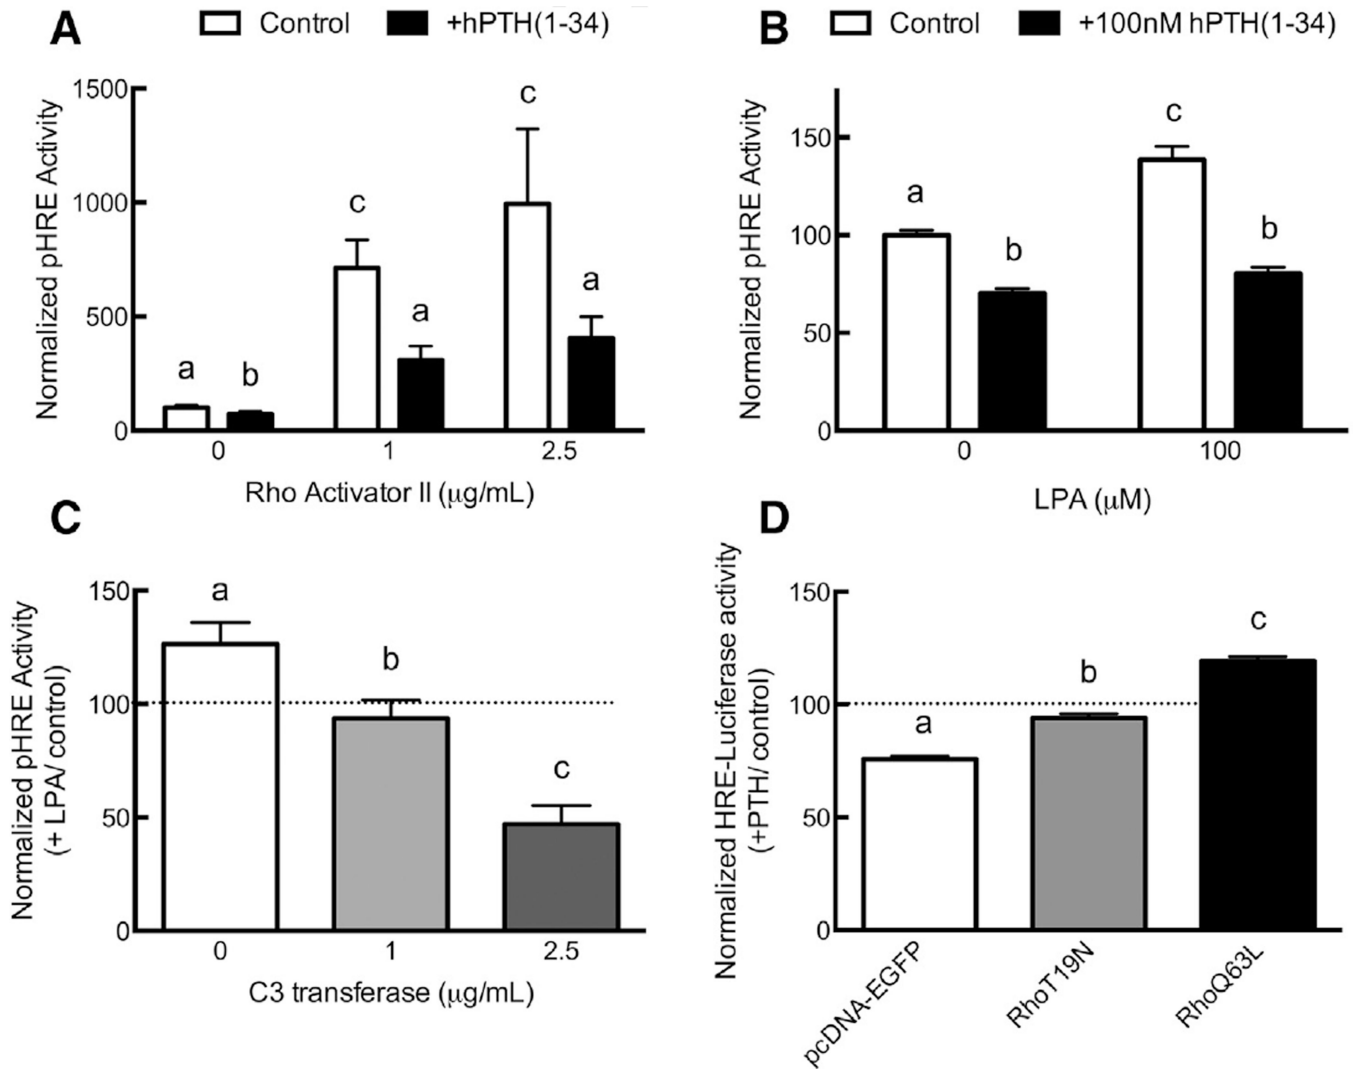 A
Control
+hPTH(1-34)
Normalized pHRE Activity
1500
1000
500
0
a
b
c
a
c
a
0
1
2.5
Rho Activator II (μg/mL)
B
Control
+100nM hPTH(1-34)
Normalized pHRE Activity
150
100
50
0
a
b
c
b
0
100
LPA (μM)
C
Normalized pHRE Activity
(+ LPA/ control)
150
100
50
0
a
b
c
0
1
2.5
C3 transferase (μg/mL)
D
Normalized HRE-Luciferase activity
(+PTH/ control)
150
100
50
0
a
b
c
pcDNA-EGFP
RhoT19N
RhoQ63L